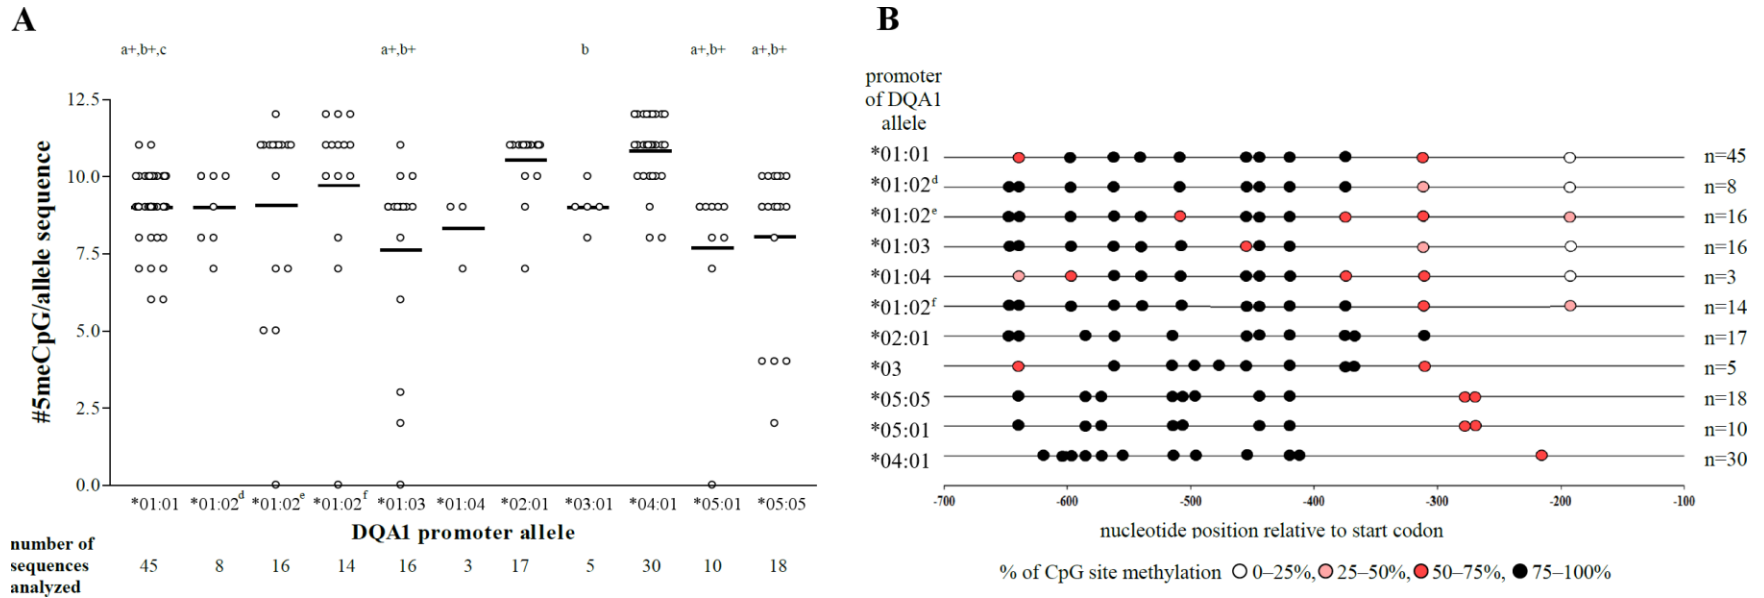 A
a+,b+,c a+,b+ b a+,b+ a+,b+
#5meCpG/allele sequence
12.5
10.0
7.5
5.0
2.5
0.0
*01:01 *01:02d *01:02e *01:02f *01:03 *01:04 *02:01 *03:01 *04:01 *05:01 *05:05
DQA1 promoter allele
number of
sequences
analyzed
45 8 16 14 16 3 17 5 30 10 18
B
promoter
of DQA1
allele
*01:01 n=45
*01:02d n=8
*01:02e n=16
*01:03 n=16
*01:04 n=3
*01:02f n=14
*02:01 n=17
*03 n=5
*05:05 n=18
*05:01 n=10
*04:01 n=30
-700 -600 -500 -400 -300 -200 -100
nucleotide position relative to start codon
% of CpG site methylation 0–25%, 25–50%, 50–75%, 75–100%